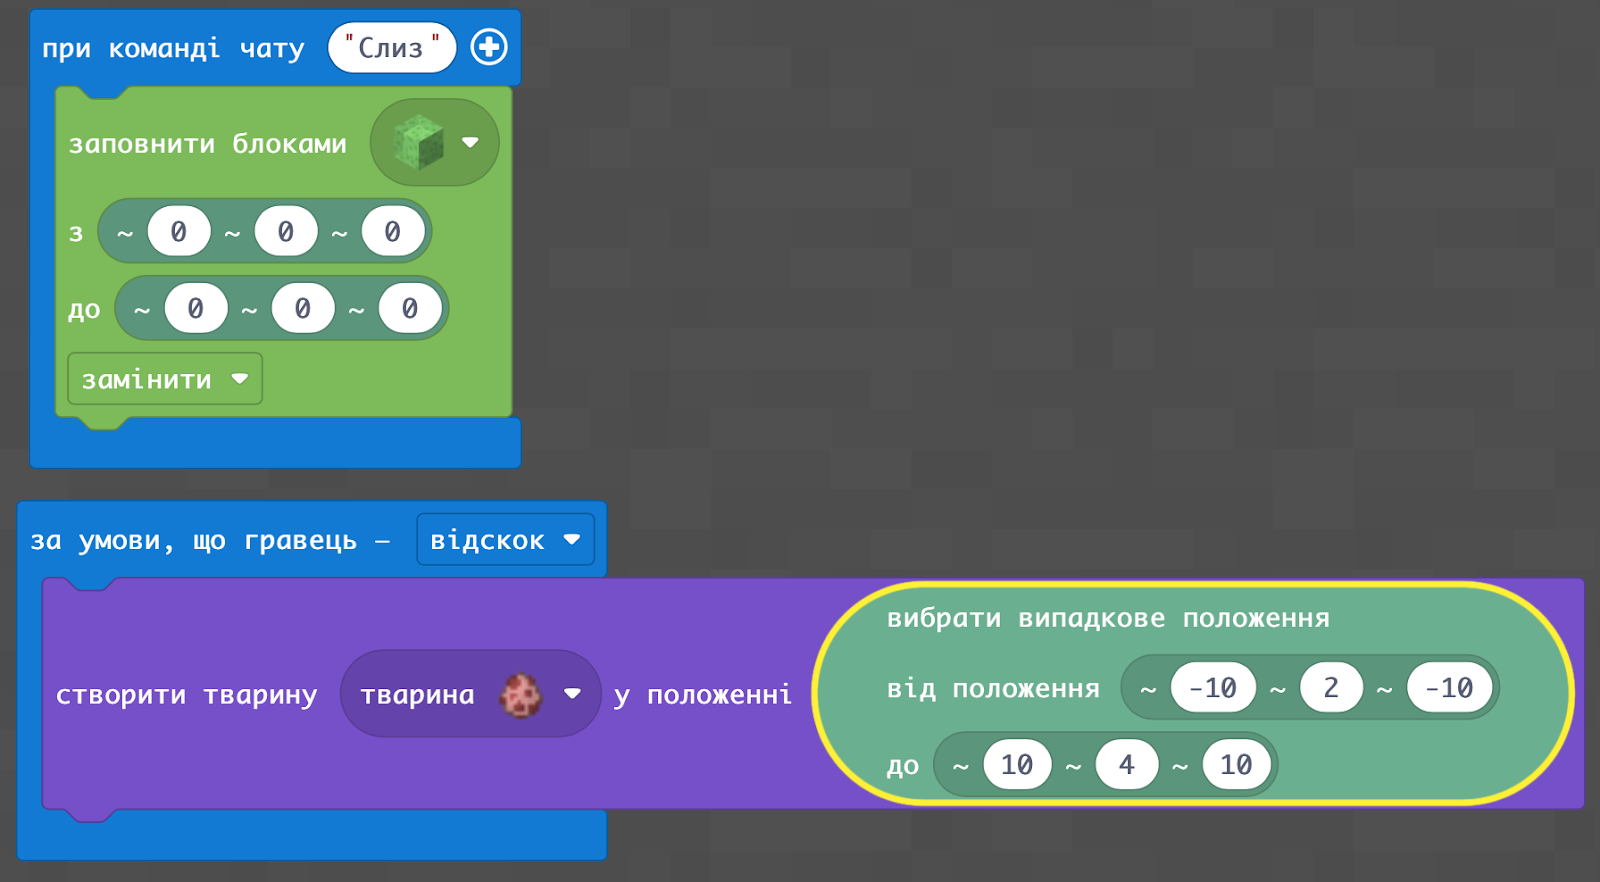 при команді чату "Слиз"
заповнити блоками
з ~ 0 ~ 0 ~ 0
до ~ 0 ~ 0 ~ 0
замінити
за умови, що гравець – відскок
вибрати випадкове положення
створити тварину тварина у положенні від положення ~ -10 ~ 2 ~ -10
до ~ 10 ~ 4 ~ 10